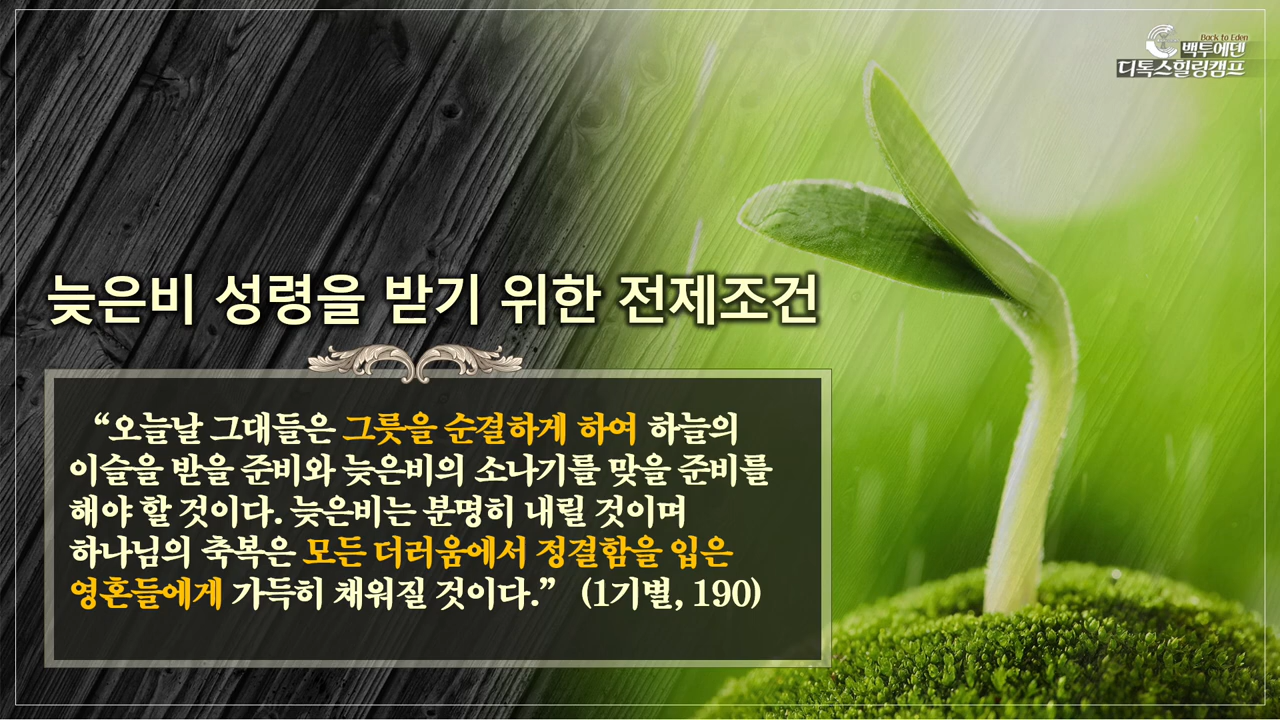 Back to Eden
백투에덴
디톡스힐링캠프
늦은비 성령을 받기 위한 전제조건
“오늘날 그대들은 그릇을 순결하게 하여 하늘의
이슬을 받을 준비와 늦은비의 소나기를 맞을 준비를
해야 할 것이다. 늦은비는 분명히 내릴 것이며
하나님의 축복은 모든 더러움에서 정결함을 입은
영혼들에게 가득히 채워질 것이다.” (1기별, 190)